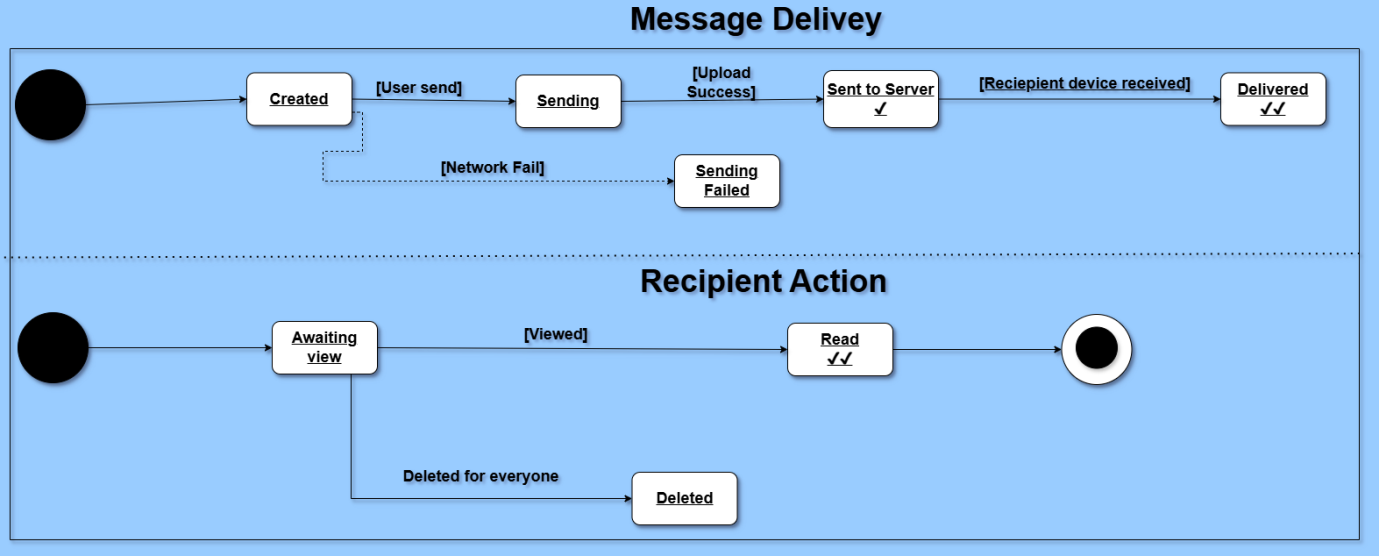 Message Delivey
Created
[User send]
Sending
[Upload
Success]
Sent to Server
✓
[Reciepient device received]
Delivered
✓✓
[Network Fail]
Sending
Failed
Recipient Action
Awaiting
view
[Viewed]
Read
✓✓
Deleted for everyone
Deleted